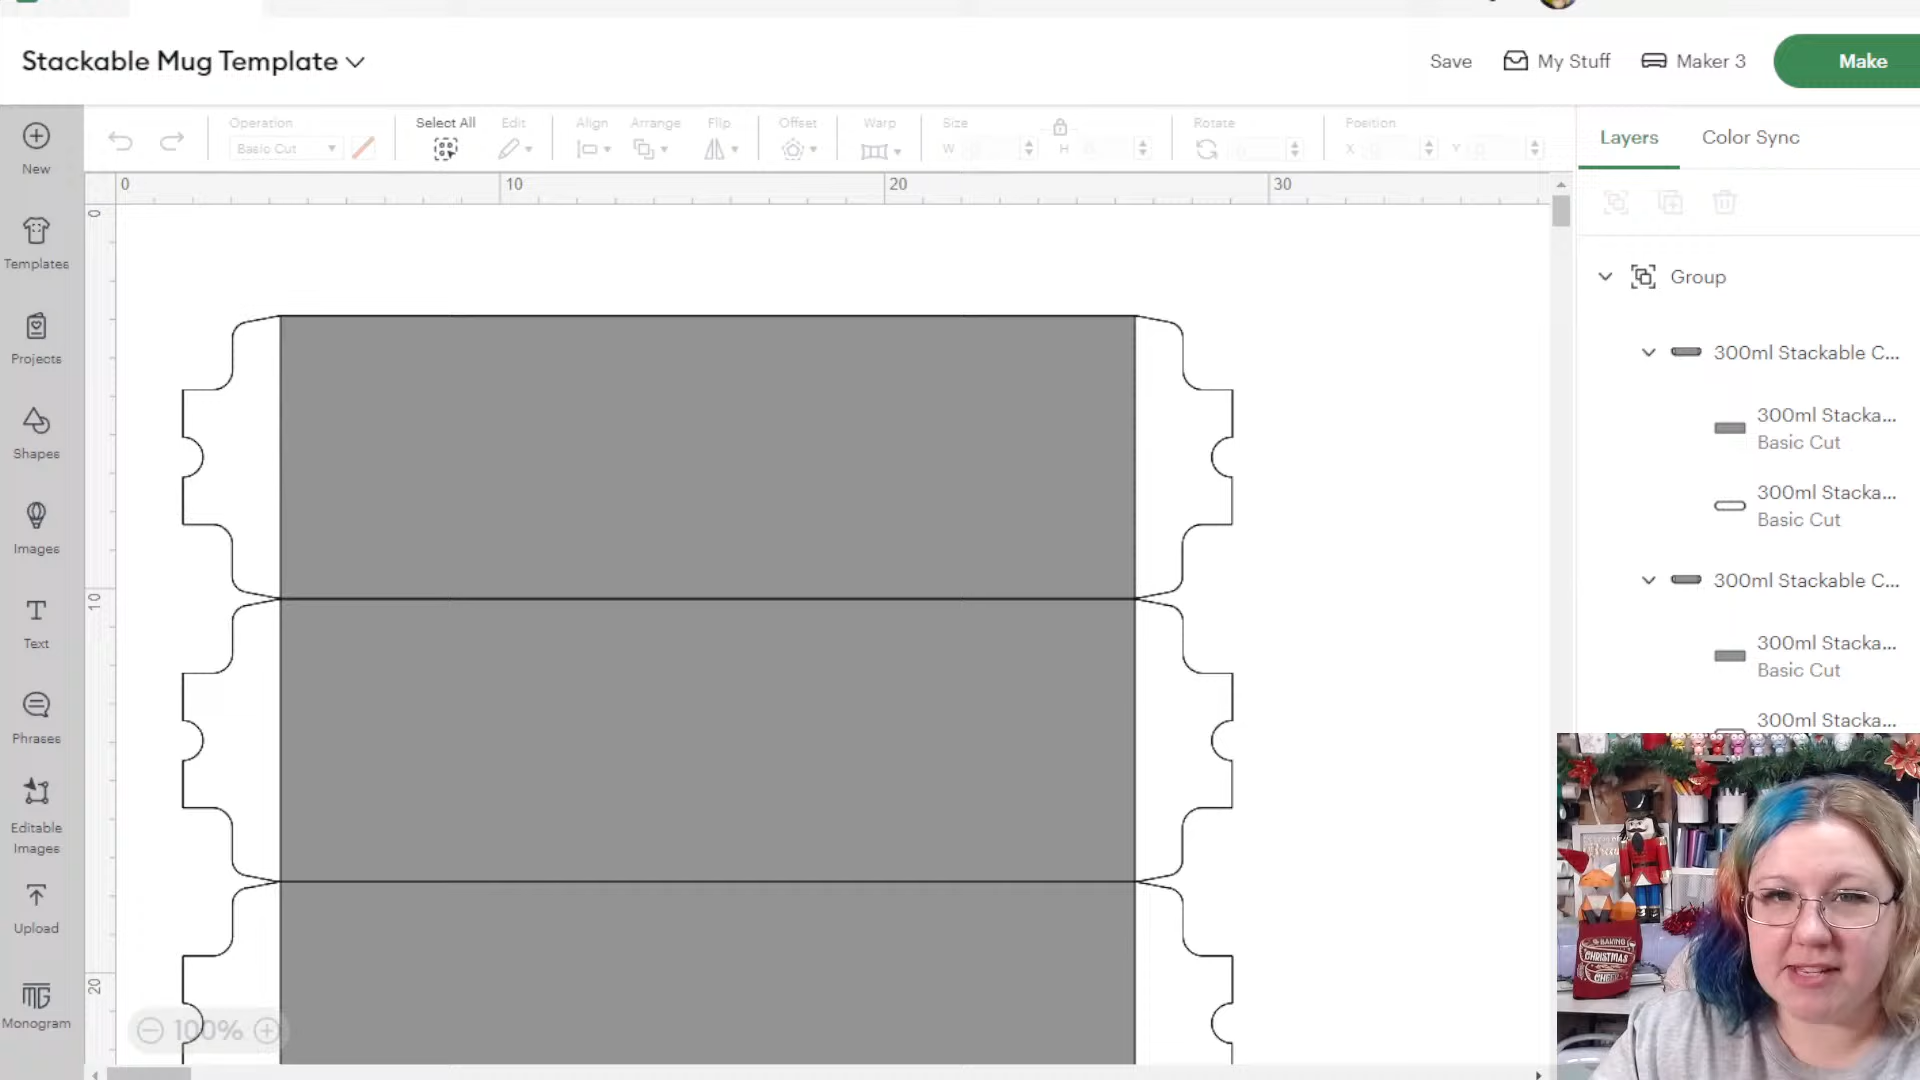 Stackable Mug Template
Save
My Stuff
Maker 3
Make
Operation
Basic Cut
Select All
Edit
Align
Arrange
Flip
Offset
Warp
Size
W
H
Rotate
Position
X
Y
Layers
Color Sync
0
10
20
30
0
10
20
New
Templates
Projects
Shapes
Images
Text
Phrases
Editable
Images
Upload
Monogram
100%
Group
300ml Stackable C...
300ml Stacka...
Basic Cut
300ml Stacka...
Basic Cut
300ml Stackable C...
300ml Stacka...
Basic Cut
300ml Stacka...
BAKING
CHRISTMAS
CHEER